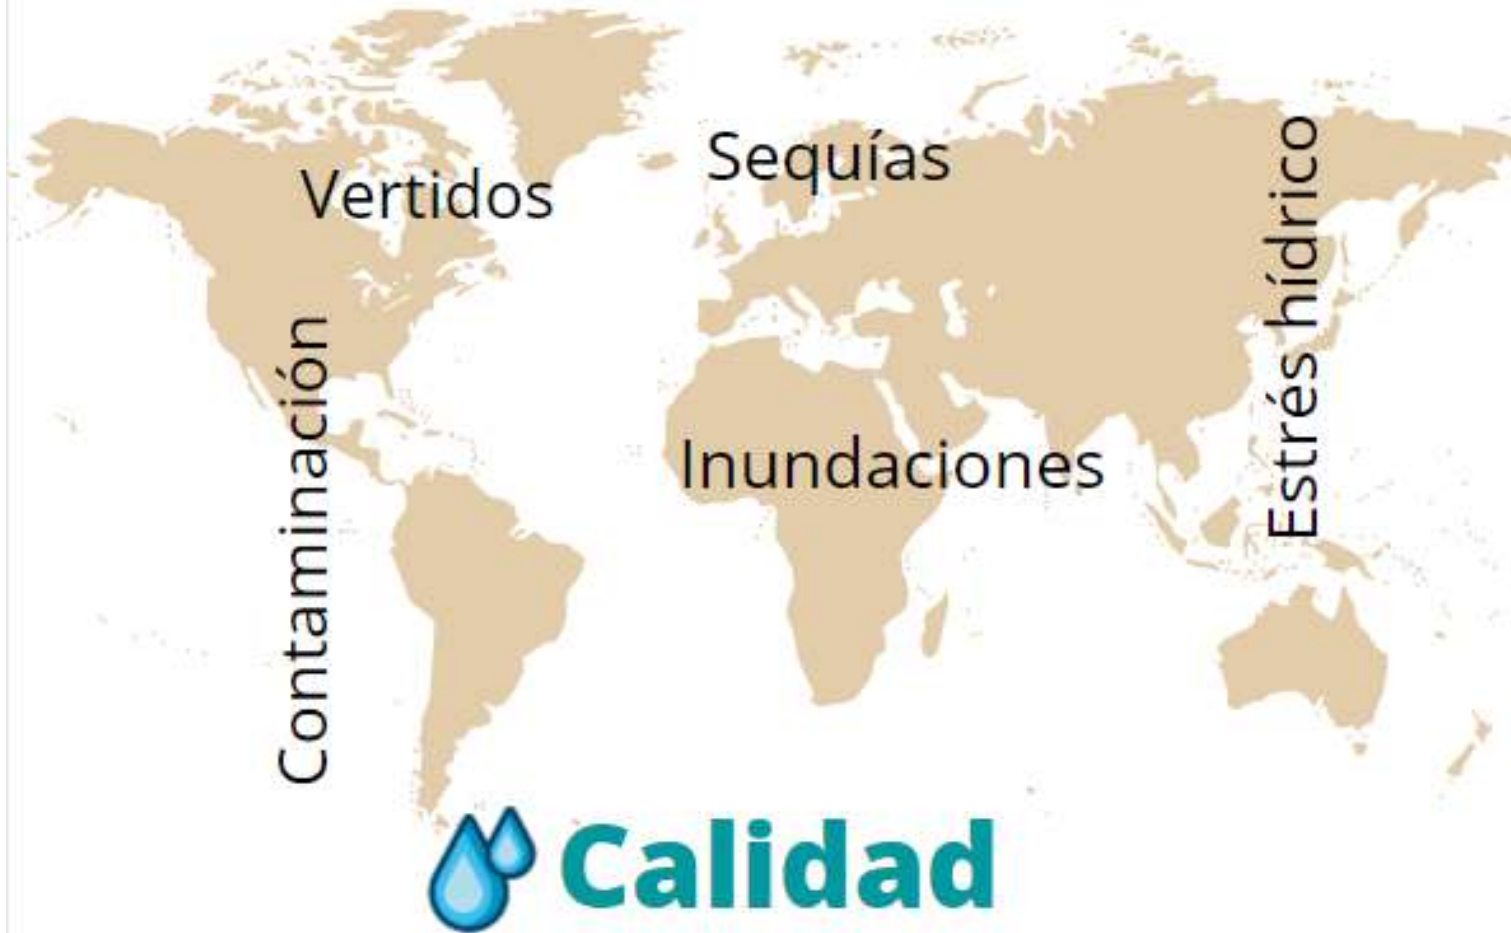 Sequías
Vertidos
Estrés hídrico
Contaminación
Inundaciones
Calidad